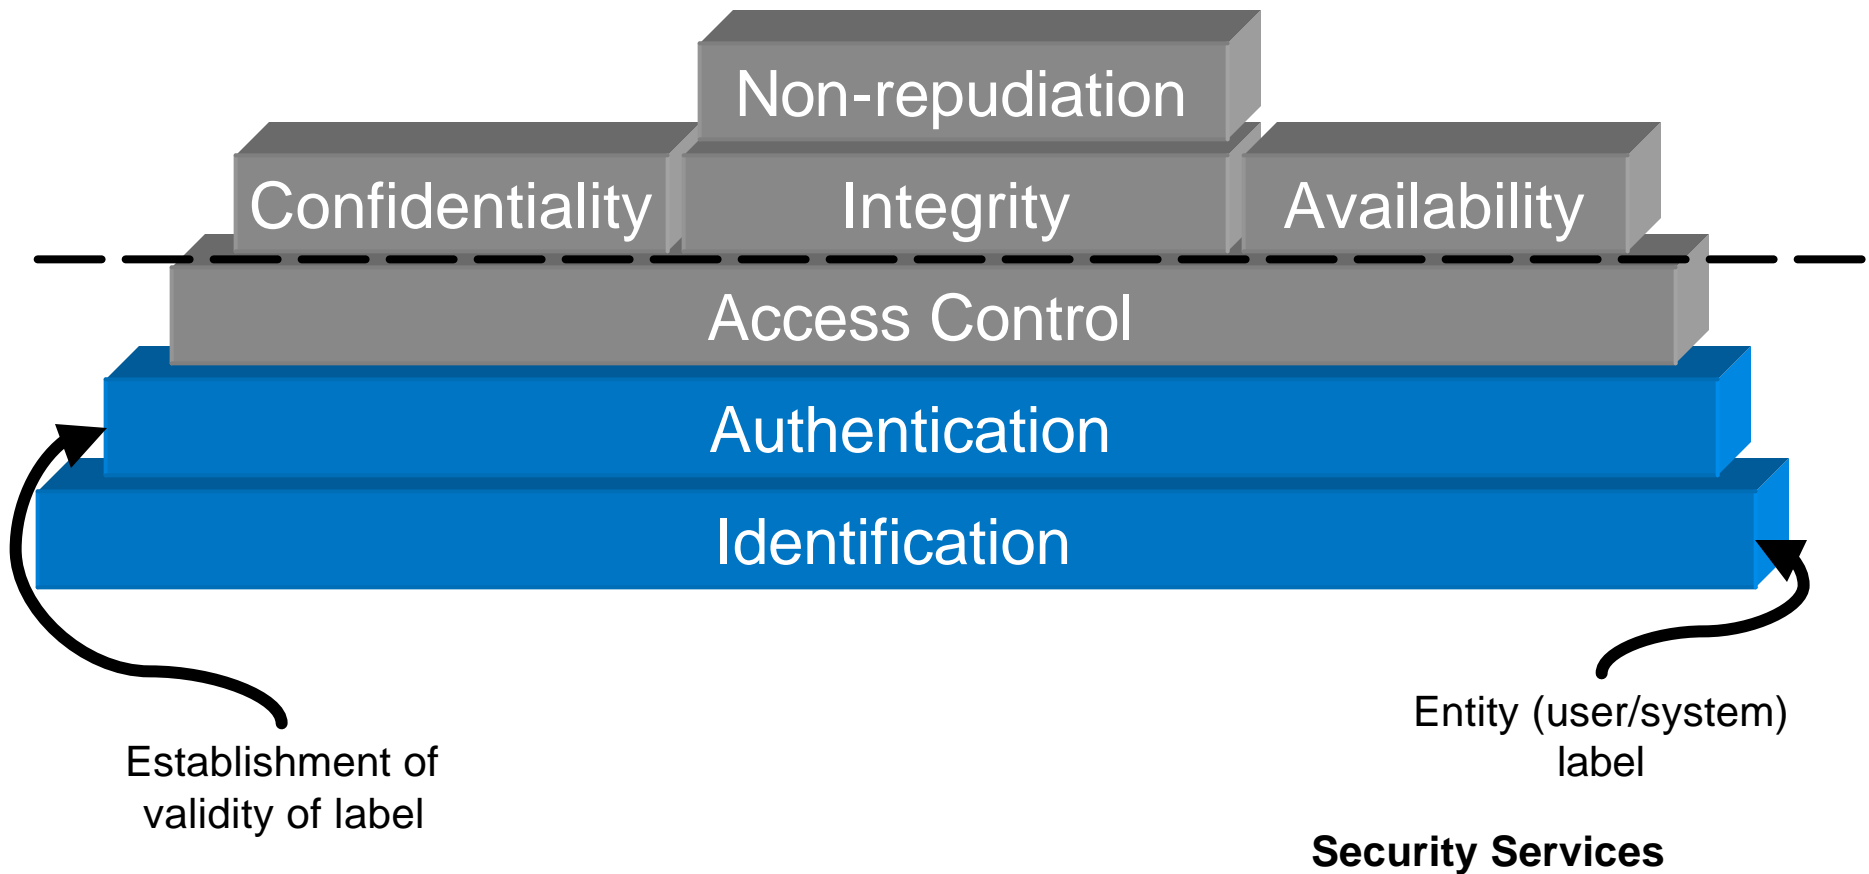 Non-repudiation
Confidentiality
Integrity
Availability
Access Control
Authentication
Identification
Establishment of
validity of label
Entity (user/system)
label
Security Services